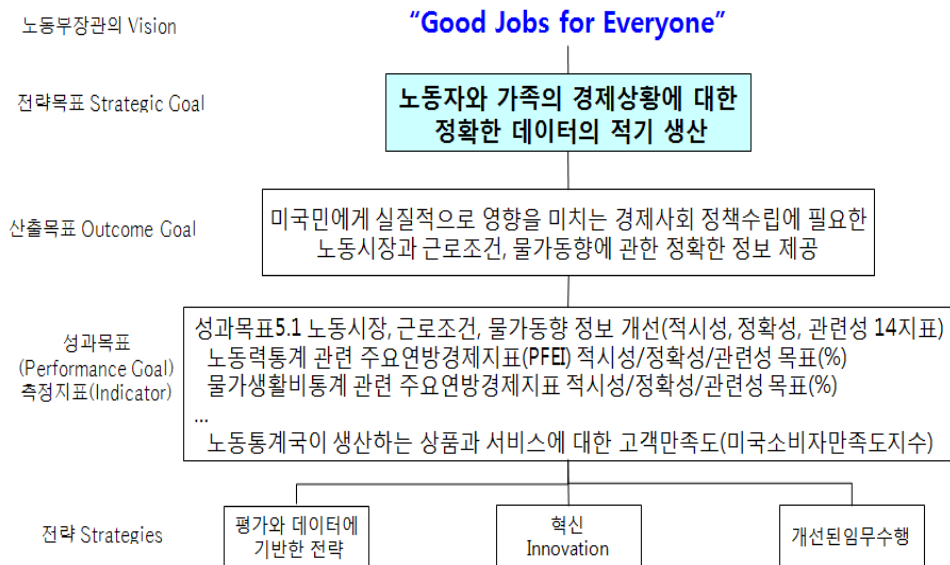 노동부장관의 Vision
“Good Jobs for Everyone”
전략목표 Strategic Goal
노동자와 가족의 경제상황에 대한
정확한 데이터의 적기 생산
산출목표 Outcome Goal
미국민에게 실질적으로 영향을 미치는 경제사회 정책수립에 필요한
노동시장과 근로조건, 물가동향에 관한 정확한 정보 제공
성과목표
(Performance Goal)
측정지표(Indicator)
성과목표5.1 노동시장, 근로조건, 물가동향 정보 개선(적시성, 정확성, 관련성 14지표)
노동력통계 관련 주요연방경제지표(PFEI) 적시성/정확성/관련성 목표(%)
물가생활비통계 관련 주요연방경제지표 적시성/정확성/관련성 목표(%)
...
노동통계국이 생산하는 상품과 서비스에 대한 고객만족도(미국소비자만족도지수)
전략 Strategies
평가와 데이터에
기반한 전략
혁신
Innovation
개선된임무수행